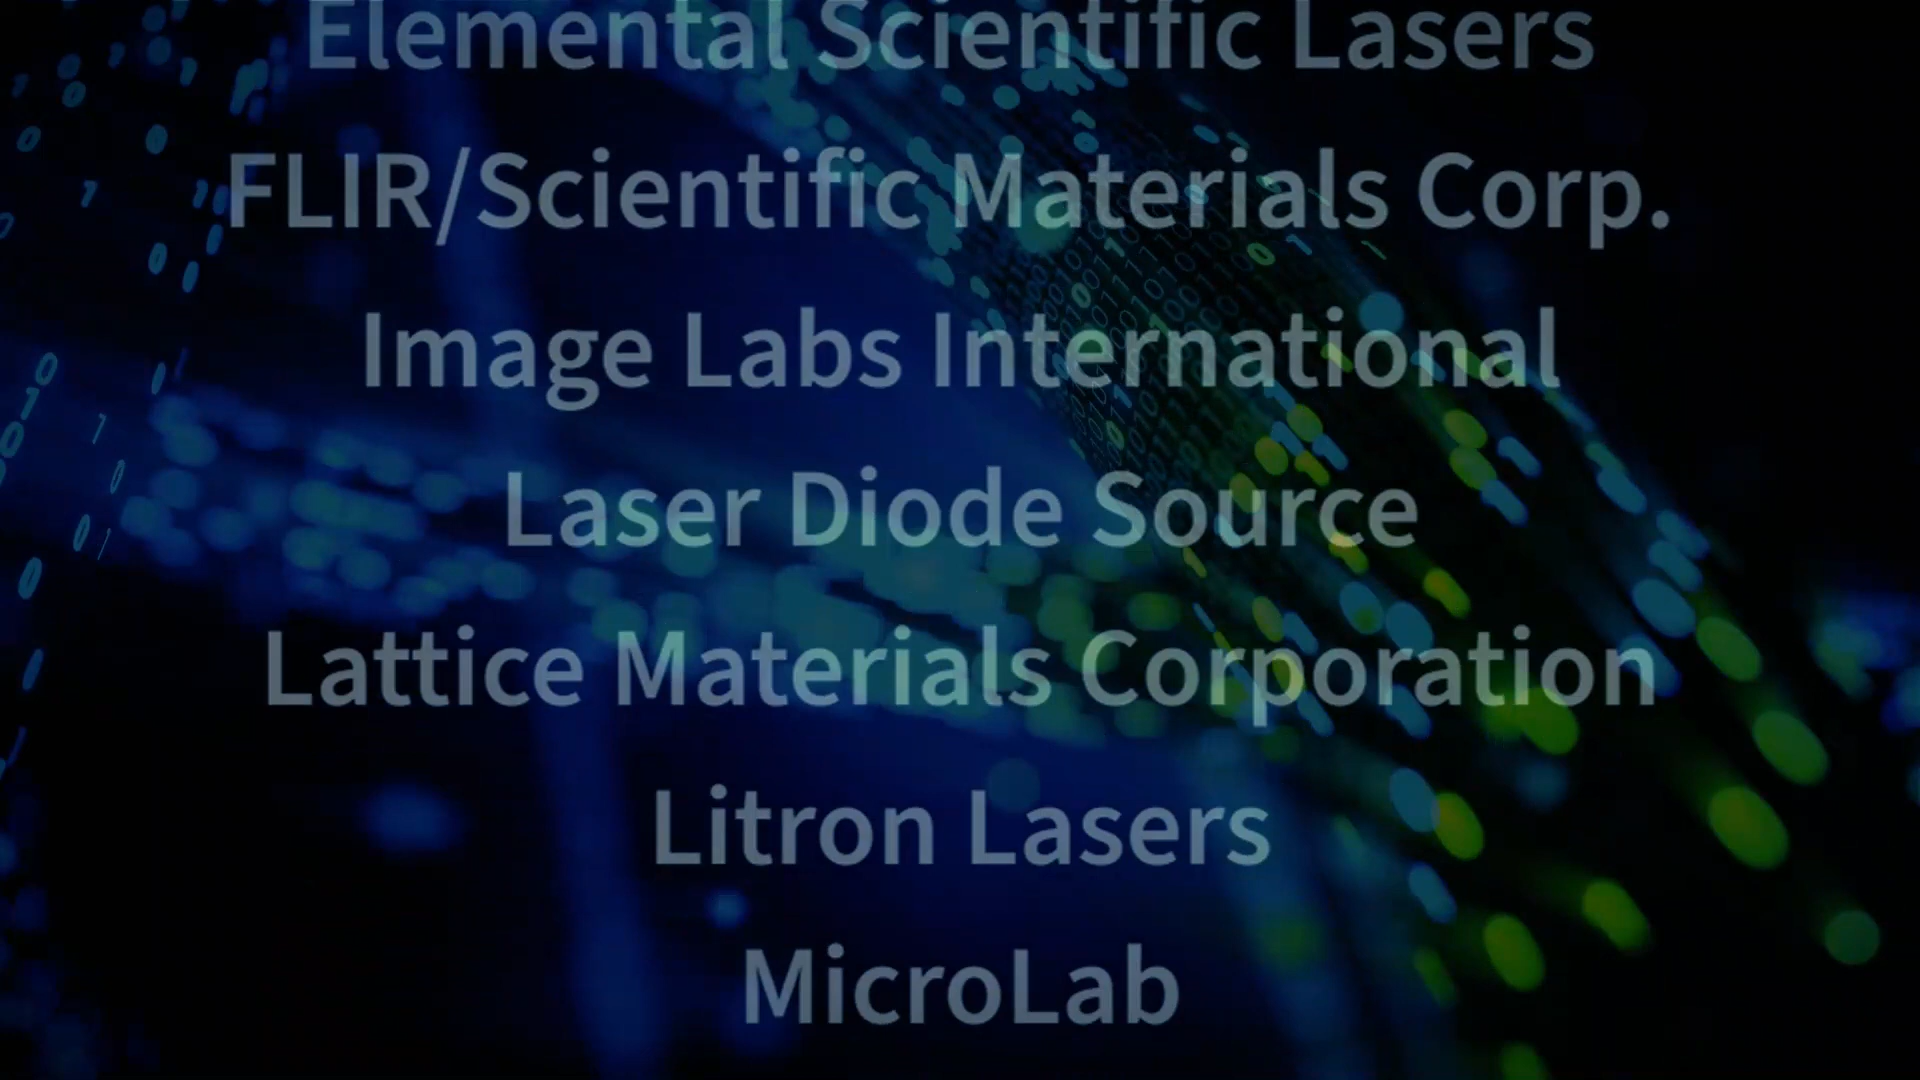 Elemental Scientific Lasers
FLIR/Scientific Materials Corp.
Image Labs International
Laser Diode Source
Lattice Materials Corporation
Litron Lasers
MicroLab